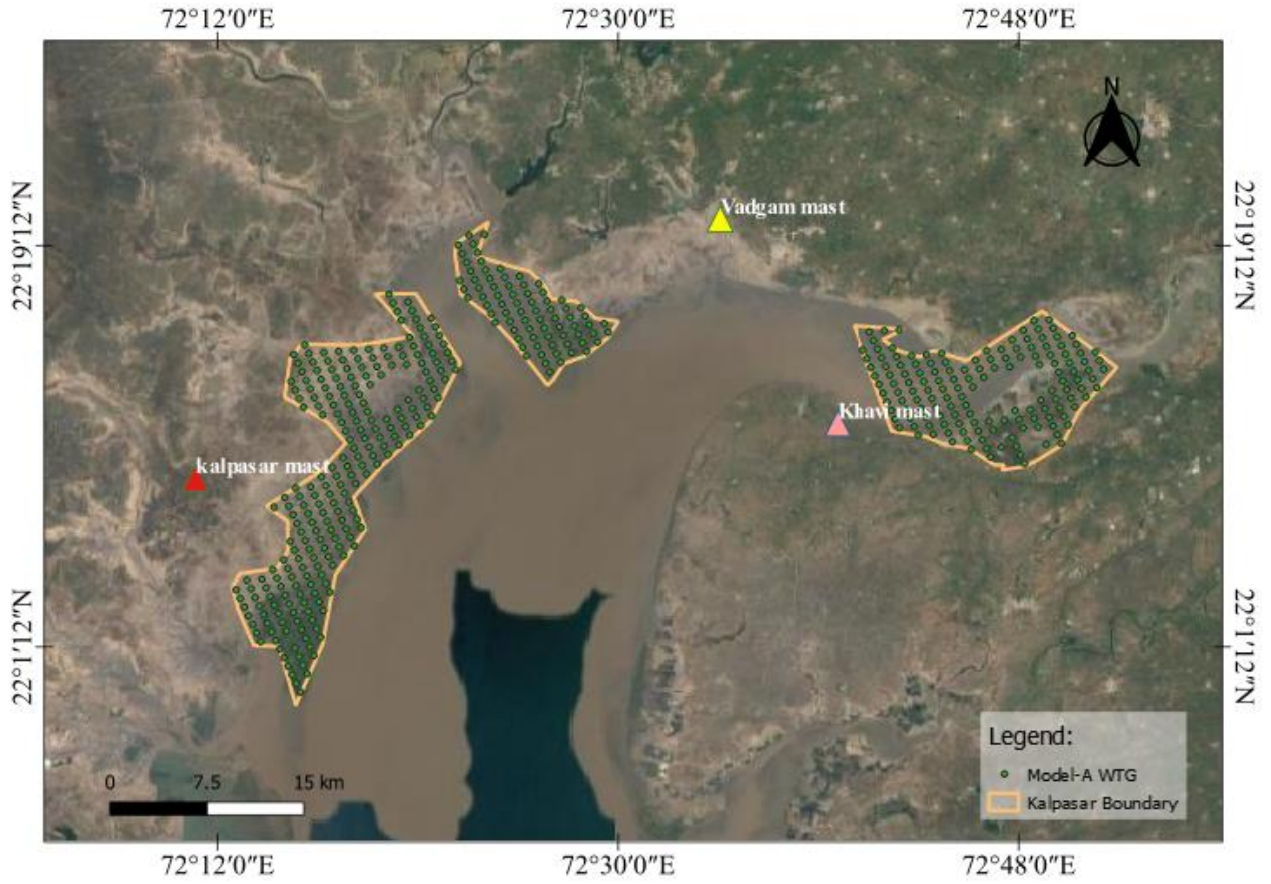 72°12′0″E 72°30′0″E 72°48′0″E
N
22°19′12″N
22°19′12″N
Vadgam mast
Khavi mast
kalpasar mast
22°1′12″N
22°1′12″N
Legend:
Model-A WTG
Kalpasar Boundary
0 7.5 15 km
72°12′0″E 72°30′0″E 72°48′0″E